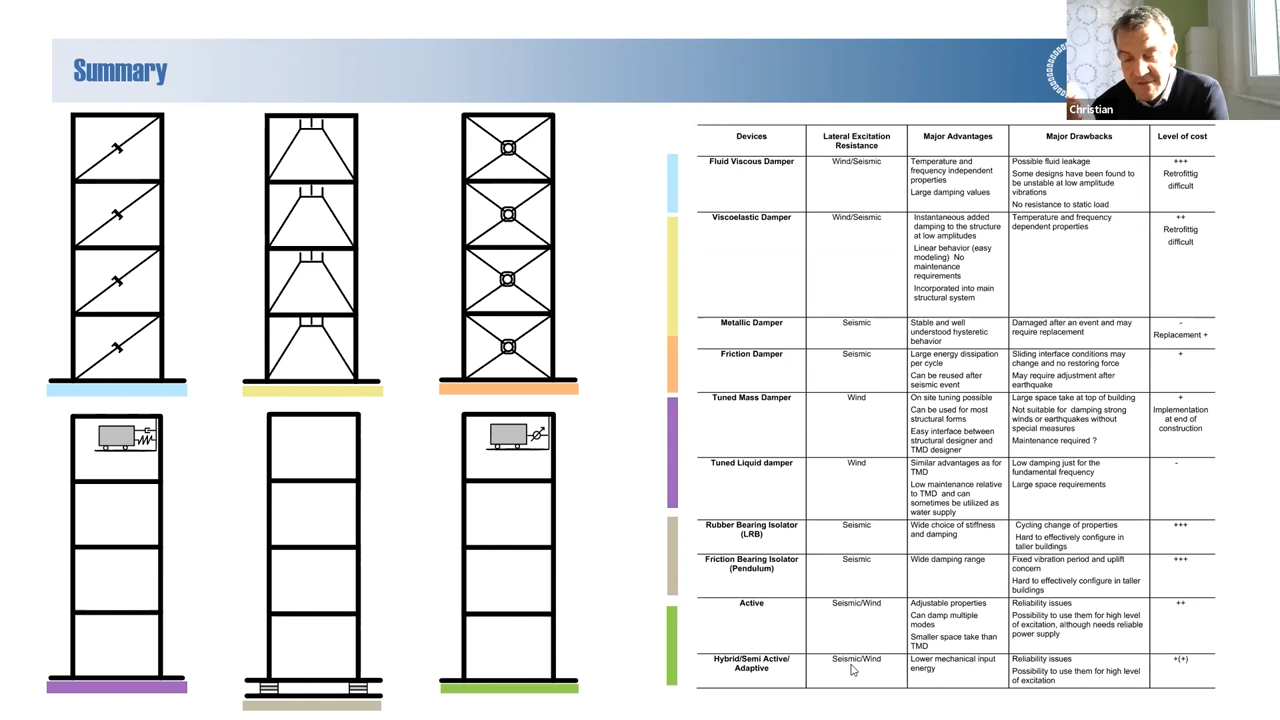 Summary
Christian
Devices
Lateral Excitation
Resistance
Major Advantages
Major Drawbacks
Level of cost
Fluid Viscous Damper
Wind/Seismic
Temperature and
frequency independent
properties
Large damping values
Possible fluid leakage
Some designs have been found to
be unstable at low amplitude
vibrations
No resistance to static load
+++
Retrofittig
difficult
Viscoelastic Damper
Wind/Seismic
Instantaneous added
damping to the structure
at low amplitudes
Linear behavior (easy
modeling) No
maintenance
requirements
Incorporated into main
structural system
Temperature and frequency
dependent properties
++
Retrofittig
difficult
Metallic Damper
Seismic
Stable and well
understood hysteretic
behavior
Damaged after an event and may
require replacement
-
Replacement +
Friction Damper
Seismic
Large energy dissipation
per cycle
Can be reused after
seismic event
Sliding interface conditions may
change and no restoring force
May require adjustment after
earthquake
+
Tuned Mass Damper
Wind
On site tuning possible
Can be used for most
structural forms
Easy interface between
structural designer and
TMD designer
Large space take at top of building
Not suitable for damping strong
winds or earthquakes without
special measures
Maintenance required ?
+
Implementation
at end of
construction
Tuned Liquid damper
Wind
Similar advantages as for
TMD
Low maintenance relative
to TMD and can
sometimes be utilized as
water supply
Low damping just for the
fundamental frequency
Large space requirements
-
Rubber Bearing Isolator
(LRB)
Seismic
Wide choice of stiffness
and damping
Cycling change of properties
Hard to effectively configure in
taller buildings
+++
Friction Bearing Isolator
(Pendulum)
Seismic
Wide damping range
Fixed vibration period and uplift
concern
Hard to effectively configure in taller
buildings
+++
Active
Seismic/Wind
Adjustable properties
Can damp multiple
modes
Smaller space take than
TMD
Reliability issues
Possibility to use them for high level
of excitation, although needs reliable
power supply
++
Hybrid/Semi Active/
Adaptive
Seismic/Wind
Lower mechanical input
energy
Reliability issues
Possibility to use them for high level
of excitation
+(+)